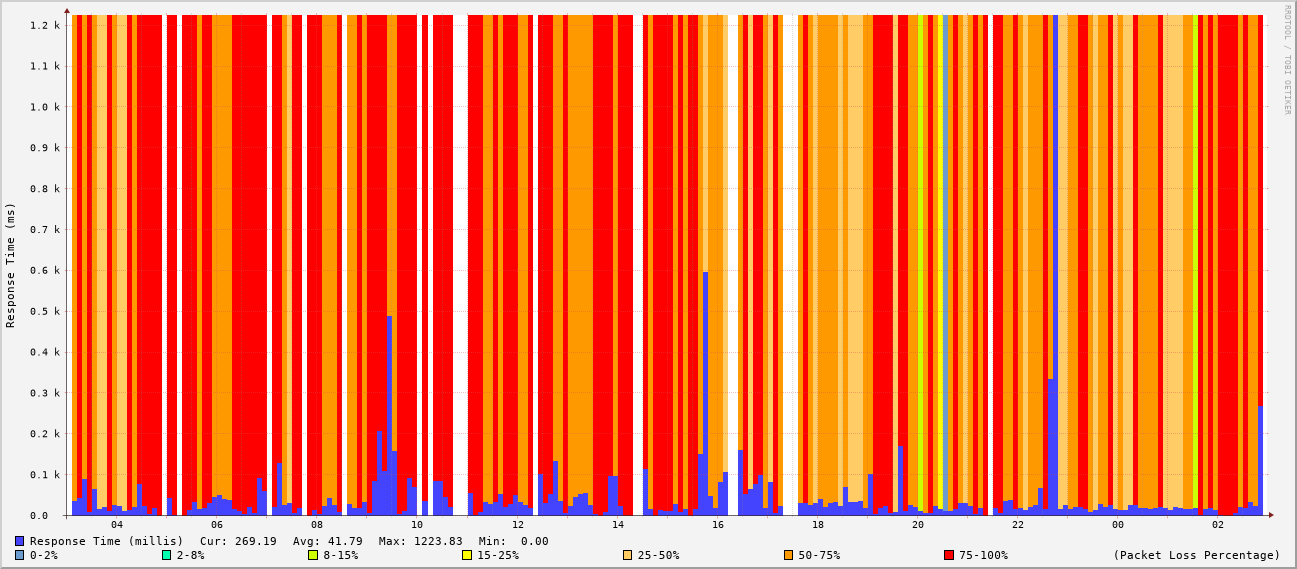 RRDTOOL / TOBI OETIKER
Response Time (ms)
1.2 k
1.1 k
1.0 k
0.9 k
0.8 k
0.7 k
0.6 k
0.5 k
0.4 k
0.3 k
0.2 k
0.1 k
0.0
04 06 08 10 12 14 16 18 20 22 00 02
Response Time (millis) Cur: 269.19 Avg: 41.79 Max: 1223.83 Min: 0.00
0-2% 2-8% 8-15% 15-25% 25-50% 50-75% 75-100% (Packet Loss Percentage)